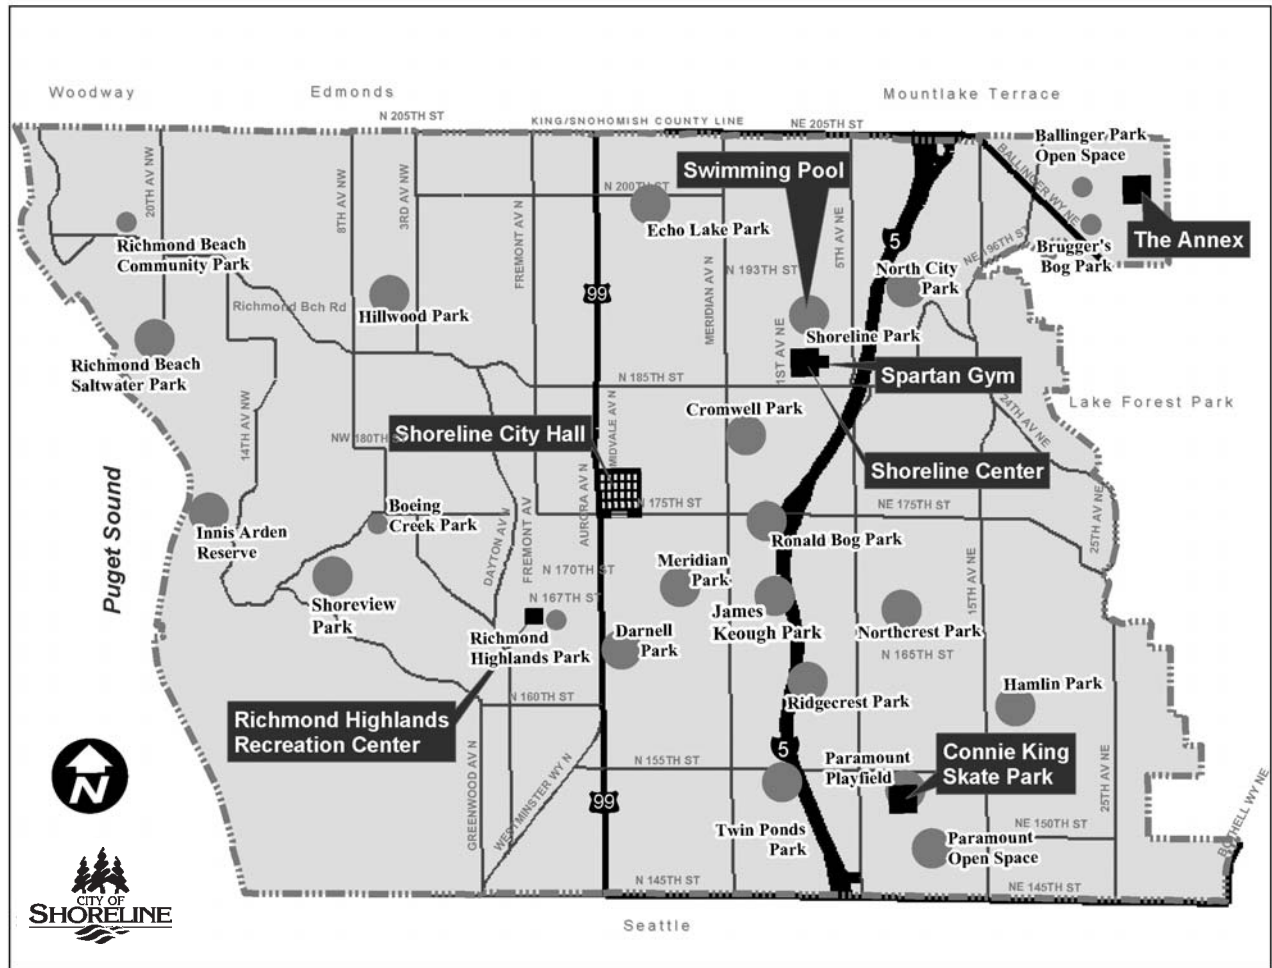 Woodway
Edmonds
Mountlake Terrace
N 205TH ST
KING/SNOHOMISH COUNTY LINE
NE 205TH ST
Ballinger Park
Open Space
BALLINGER WY NE
Swimming Pool
20TH AV NW
8TH AV NW
3RD AV NW
FREMONT AV N
N 200TH ST
Echo Lake Park
5TH AV NE
5
The Annex
Brugger's
Bog Park
NE 196TH ST
Richmond Beach
Community Park
MERIDIAN AV N
N 193TH ST
North City
Park
99
Richmond Bch Rd
Hillwood Park
Shoreline Park
1ST AV NE
Richmond Beach
Saltwater Park
N 185TH ST
Spartan Gym
Lake Forest Park
24TH AV NE
Cromwell Park
14TH AV NW
NW 180TH ST
Shoreline City Hall
MIDVALE AV N
Shoreline Center
Puget Sound
AURORA AV N
N 175TH ST
NE 175TH ST
25TH AV NE
Boeing
Creek Park
Innis Arden
Reserve
DAYTON AV N
FREMONT AV
Ronald Bog Park
N 170TH ST
Meridian
Park
15TH AV NE
N 167TH ST
Shoreview
Park
James
Keough Park
Northcrest Park
Richmond
Highlands Park
Darnell
Park
N 165TH ST
Hamlin Park
N 160TH ST
Ridgecrest Park
Richmond Highlands
Recreation Center
N
5
Connie King
Skate Park
Paramount
Playfield
N 155TH ST
GREENWOOD AV N
WESTMINSTER WY N
99
25TH AV NE
BOTHELL WY NE
NE 150TH ST
Twin Ponds
Park
Paramount
Open Space
N 145TH ST
NE 145TH ST
CITY OF
SHORELINE
Seattle